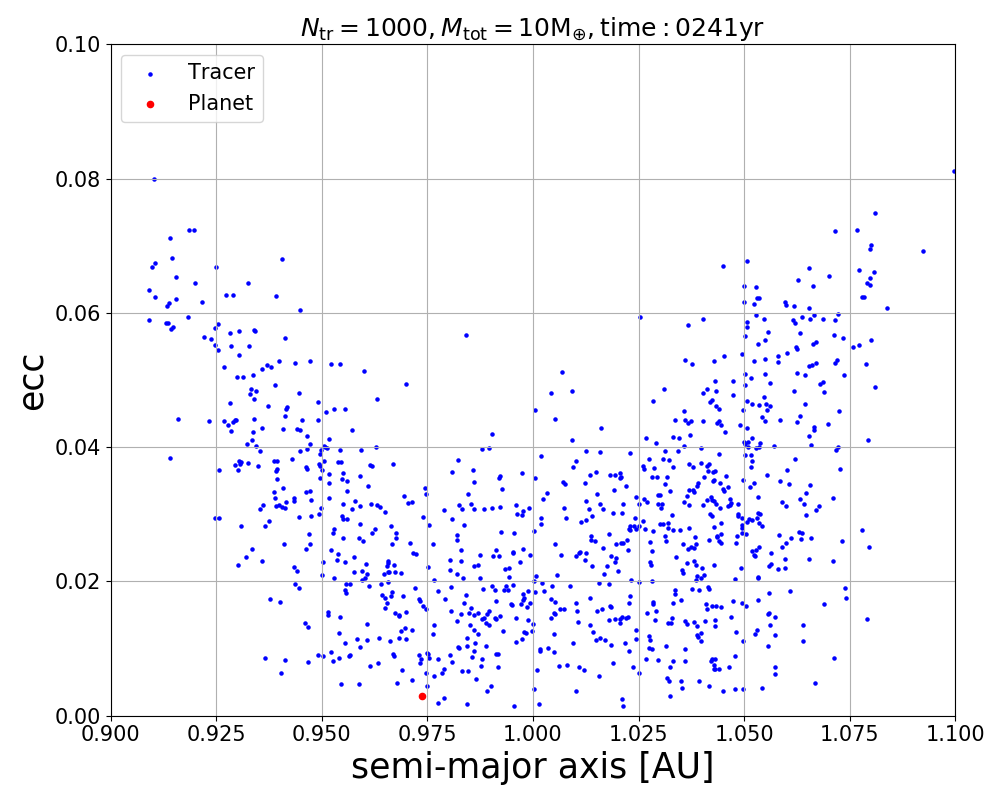 N_tr = 1000, M_tot = 10M_⊕, time : 0241yr
Tracer
Planet
ecc
0.10
0.08
0.06
0.04
0.02
0.00
0.900 0.925 0.950 0.975 1.000 1.025 1.050 1.075 1.100
semi-major axis [AU]